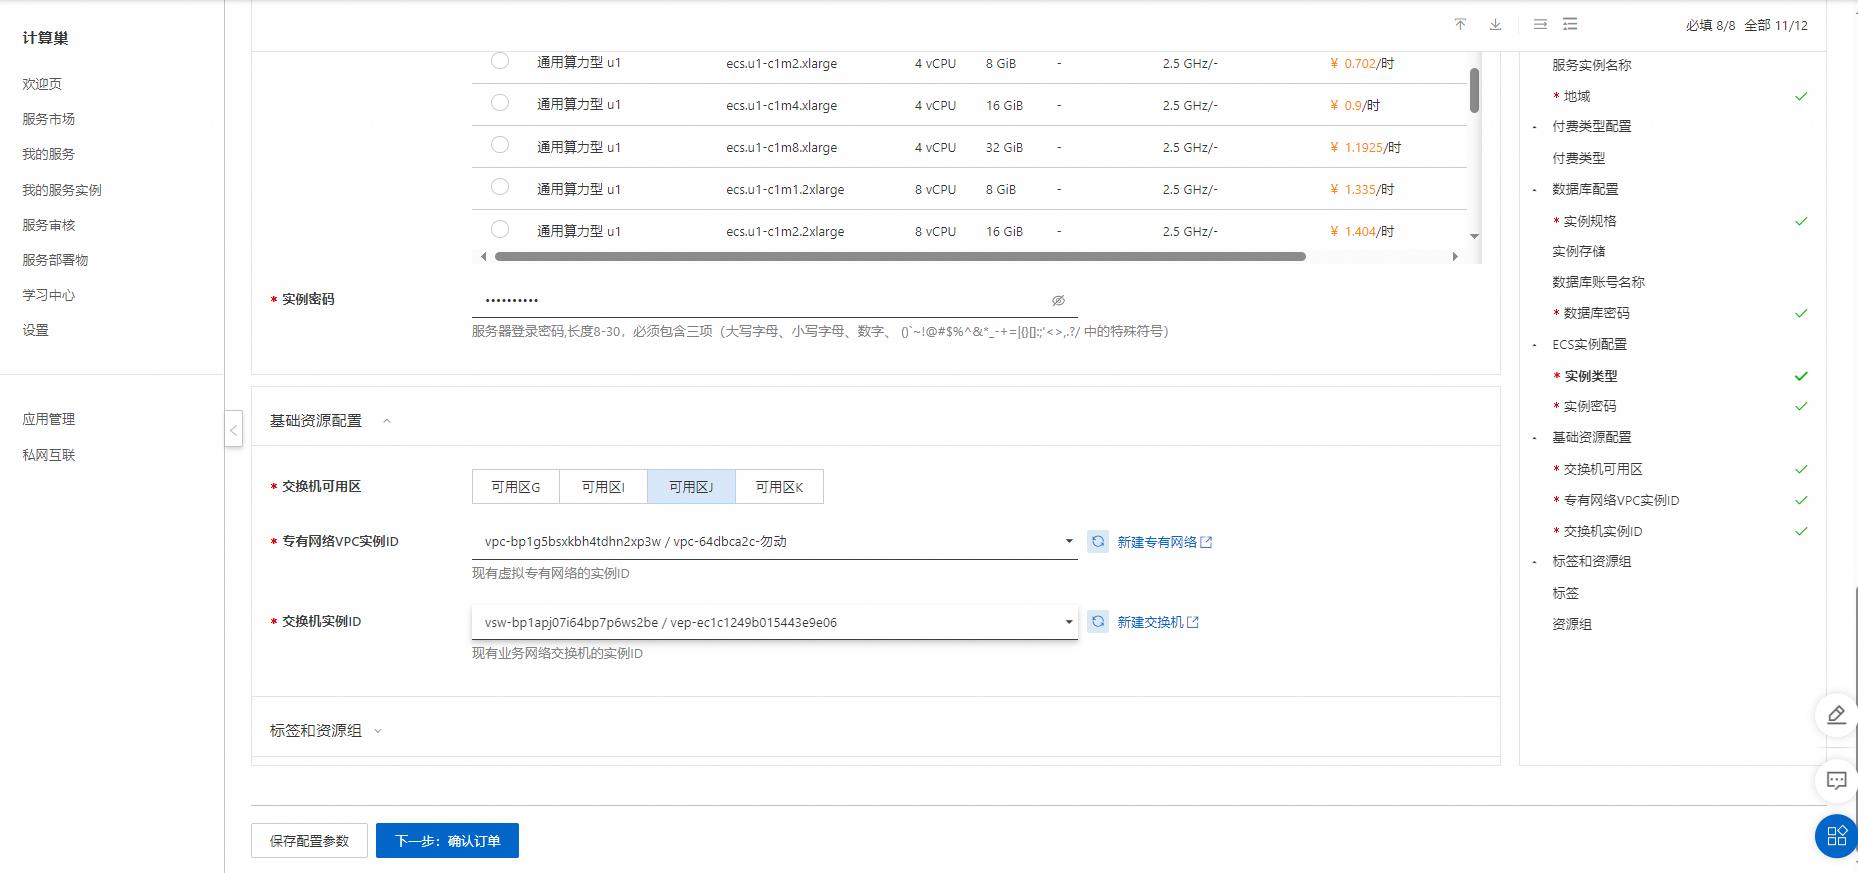 计算巢
欢迎页
服务市场
我的服务
我的服务实例
服务审核
服务部署物
学习中心
设置
应用管理
私网互联
必填 8/8 全部 11/12
通用算力型 u1 ecs.u1-c1m2.xlarge 4 vCPU 8 GiB - 2.5 GHz/- ¥ 0.702/时
通用算力型 u1 ecs.u1-c1m4.xlarge 4 vCPU 16 GiB - 2.5 GHz/- ¥ 0.9/时
通用算力型 u1 ecs.u1-c1m8.xlarge 4 vCPU 32 GiB - 2.5 GHz/- ¥ 1.1925/时
通用算力型 u1 ecs.u1-c1m1.2xlarge 8 vCPU 8 GiB - 2.5 GHz/- ¥ 1.335/时
通用算力型 u1 ecs.u1-c1m2.2xlarge 8 vCPU 16 GiB - 2.5 GHz/- ¥ 1.404/时
* 实例密码 ••••••••••
服务器登录密码,长度8-30，必须包含三项（大写字母、小写字母、数字、 ()`~!@#$%^&*_-+=|{}[]:;'<>,.?/ 中的特殊符号）
基础资源配置
* 交换机可用区 可用区G 可用区I 可用区J 可用区K
* 专有网络VPC实例ID vpc-bp1g5bsxkbh4tdhn2xp3w / vpc-64dbca2c-勿动 新建专有网络
现有虚拟专有网络的实例ID
* 交换机实例ID vsw-bp1apj07i64bp7p6ws2be / vep-ec1c1249b015443e9e06 新建交换机
现有业务网络交换机的实例ID
标签和资源组
保存配置参数 下一步：确认订单
服务实例名称
* 地域
付费类型配置
付费类型
数据库配置
* 实例规格
实例存储
数据库账号名称
* 数据库密码
ECS实例配置
* 实例类型
* 实例密码
基础资源配置
* 交换机可用区
* 专有网络VPC实例ID
* 交换机实例ID
标签和资源组
标签
资源组